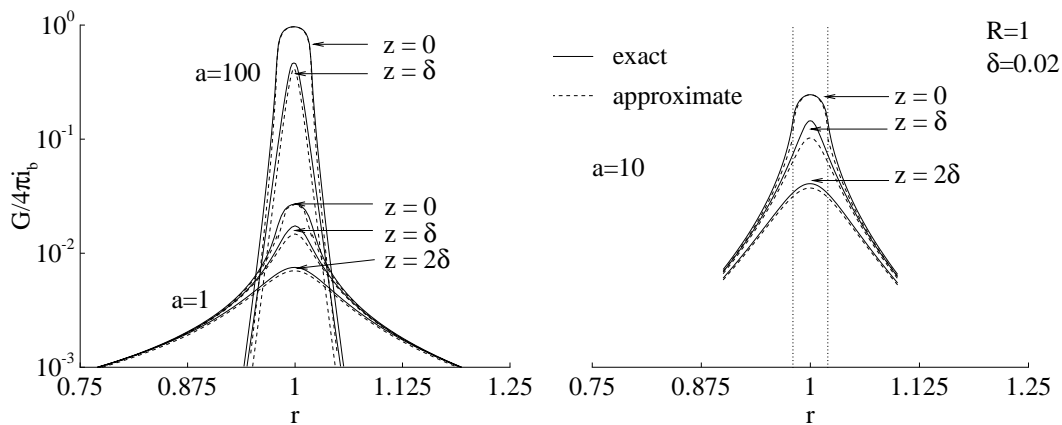 10⁰
10⁻¹
10⁻²
10⁻³
G/4πi_b
a=100
z = 0
z = δ
z = 0
z = δ
z = 2δ
a=1
0.75 0.875 1 1.125 1.25
r
exact
approximate
R=1
δ=0.02
z = 0
z = δ
z = 2δ
a=10
0.75 0.875 1 1.125 1.25
r